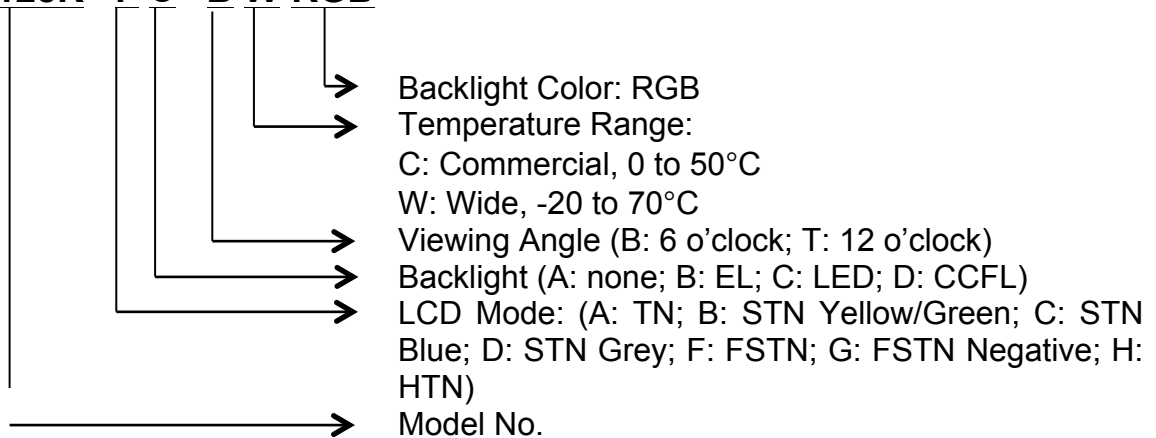 Backlight Color: RGB
Temperature Range:
C: Commercial, 0 to 50°C
W: Wide, -20 to 70°C
Viewing Angle (B: 6 o’clock; T: 12 o’clock)
Backlight (A: none; B: EL; C: LED; D: CCFL)
LCD Mode: (A: TN; B: STN Yellow/Green; C: STN
Blue; D: STN Grey; F: FSTN; G: FSTN Negative; H:
HTN)
Model No.